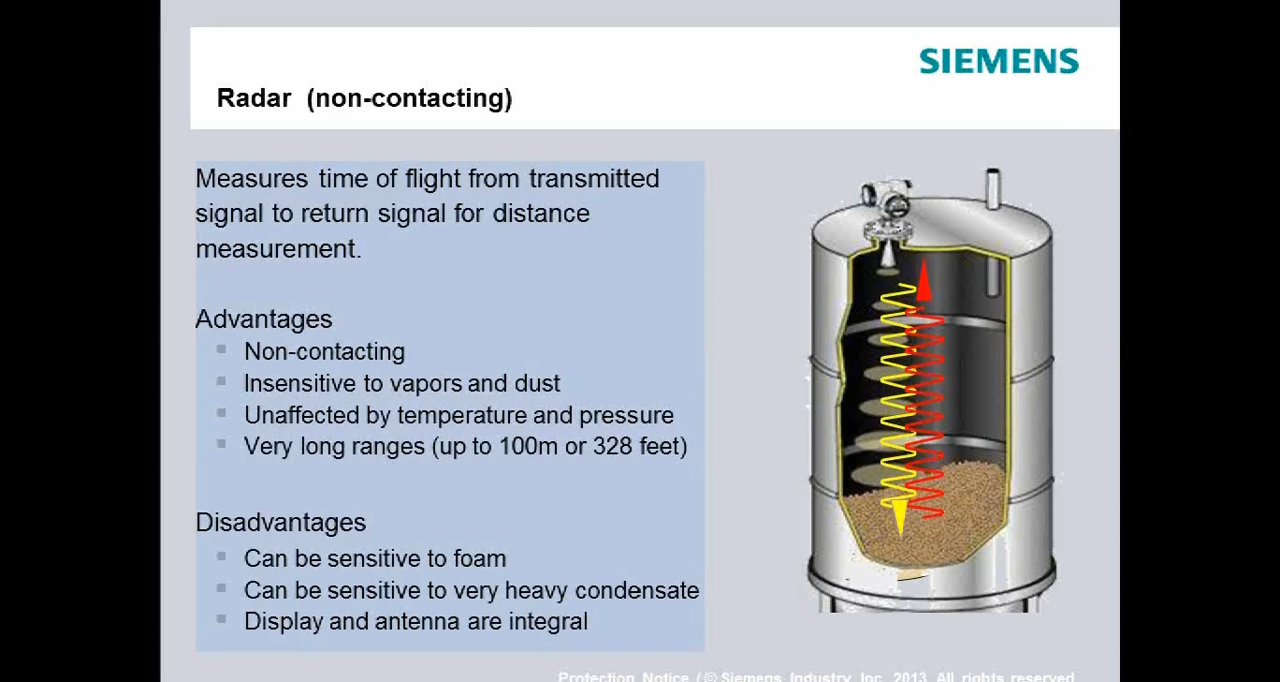 SIEMENS
Radar (non-contacting)
Measures time of flight from transmitted
signal to return signal for distance
measurement.
Advantages
Non-contacting
Insensitive to vapors and dust
Unaffected by temperature and pressure
Very long ranges (up to 100m or 328 feet)
Disadvantages
Can be sensitive to foam
Can be sensitive to very heavy condensate
Display and antenna are integral
Protection Notice / © Siemens Industry, Inc. 2013. All rights reserved